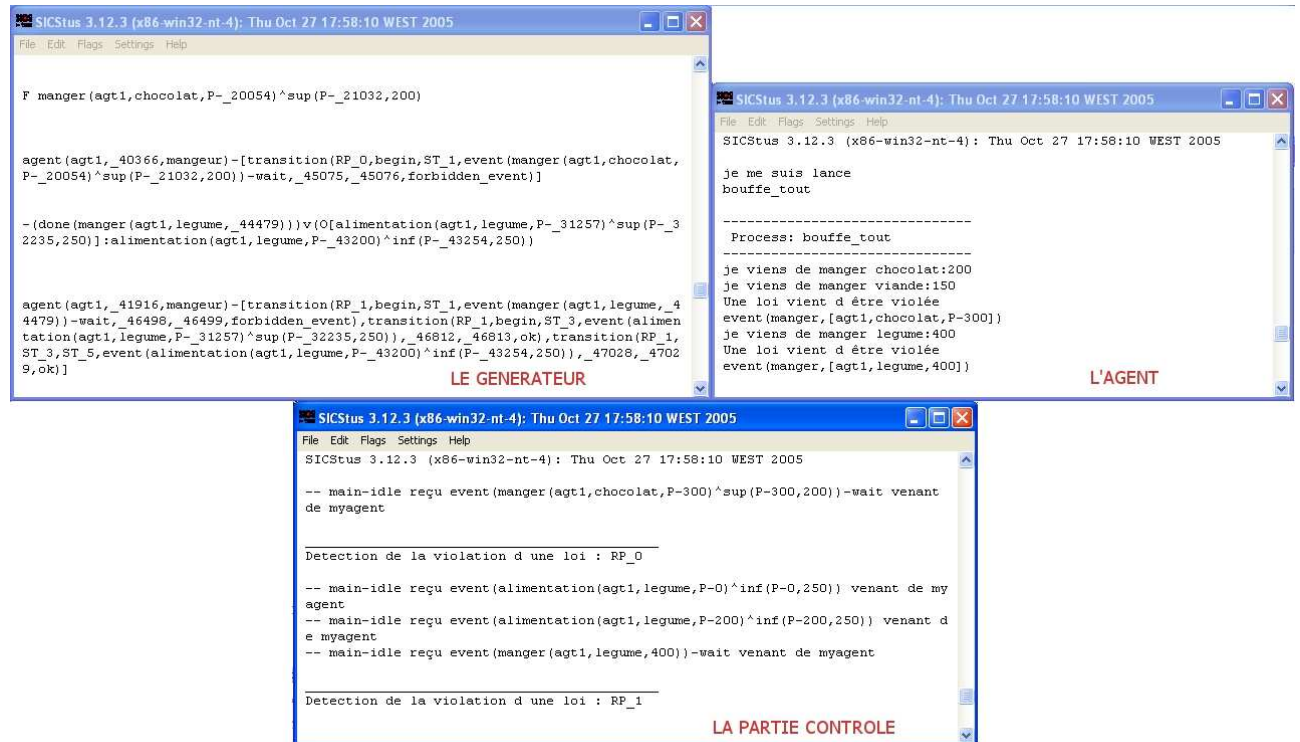 SICStus 3.12.3 (x86-win32-nt-4): Thu Oct 27 17:58:10 WEST 2005
File Edit Flags Settings Help
F manger(agt1,chocolat,P-_20054)^sup(P-_21032,200)
agent(agt1,_40366,mangeur)-[transition(RP_0,begin,ST_1,event(manger(agt1,chocolat,
P-_20054)^sup(P-_21032,200))-wait,_45075,_45076,forbidden_event)]
-(done(manger(agt1,legume,_44479)))v(O[alimentation(agt1,legume,P-_31257)^sup(P-_3
2235,250)]:alimentation(agt1,legume,P-_43200)^inf(P-_43254,250))
agent(agt1,_41916,mangeur)-[transition(RP_1,begin,ST_1,event(manger(agt1,legume,_4
4479))-wait,_46498,_46499,forbidden_event),transition(RP_1,begin,ST_3,event(alimen
tation(agt1,legume,P-_31257)^sup(P-_32235,250)),_46812,_46813,ok),transition(RP_1,
ST_3,ST_5,event(alimentation(agt1,legume,P-_43200)^inf(P-_43254,250)),_47028,_4702
9,ok)]
LE GENERATEUR
SICStus 3.12.3 (x86-win32-nt-4): Thu Oct 27 17:58:10 WEST 2005
File Edit Flags Settings Help
SICStus 3.12.3 (x86-win32-nt-4): Thu Oct 27 17:58:10 WEST 2005
je me suis lance
bouffe_tout
-------------------------------
Process: bouffe_tout
-------------------------------
je viens de manger chocolat:200
je viens de manger viande:150
Une loi vient d être violée
event(manger,[agt1,chocolat,P-300])
je viens de manger legume:400
Une loi vient d être violée
event(manger,[agt1,legume,400])
L'AGENT
SICStus 3.12.3 (x86-win32-nt-4): Thu Oct 27 17:58:10 WEST 2005
File Edit Flags Settings Help
SICStus 3.12.3 (x86-win32-nt-4): Thu Oct 27 17:58:10 WEST 2005
-- main-idle reçu event(manger(agt1,chocolat,P-300)^sup(P-300,200))-wait venant
de myagent
Detection de la violation d une loi : RP_0
-- main-idle reçu event(alimentation(agt1,legume,P-0)^inf(P-0,250)) venant de my
agent
-- main-idle reçu event(alimentation(agt1,legume,P-200)^inf(P-200,250)) venant d
e myagent
-- main-idle reçu event(manger(agt1,legume,400))-wait venant de myagent
Detection de la violation d une loi : RP_1
LA PARTIE CONTROLE